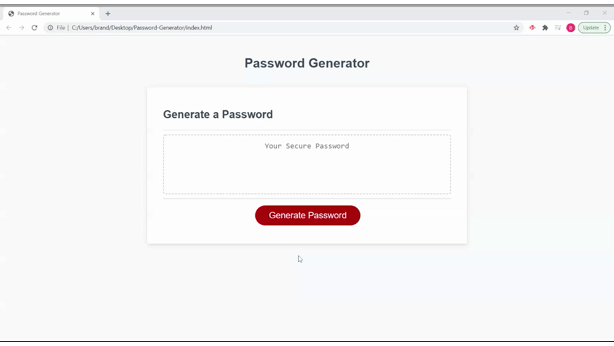 Password Generator
File | C:/Users/brand/Desktop/Password-Generator/index.html
B
Update
Password Generator
Generate a Password
Your Secure Password
Generate Password